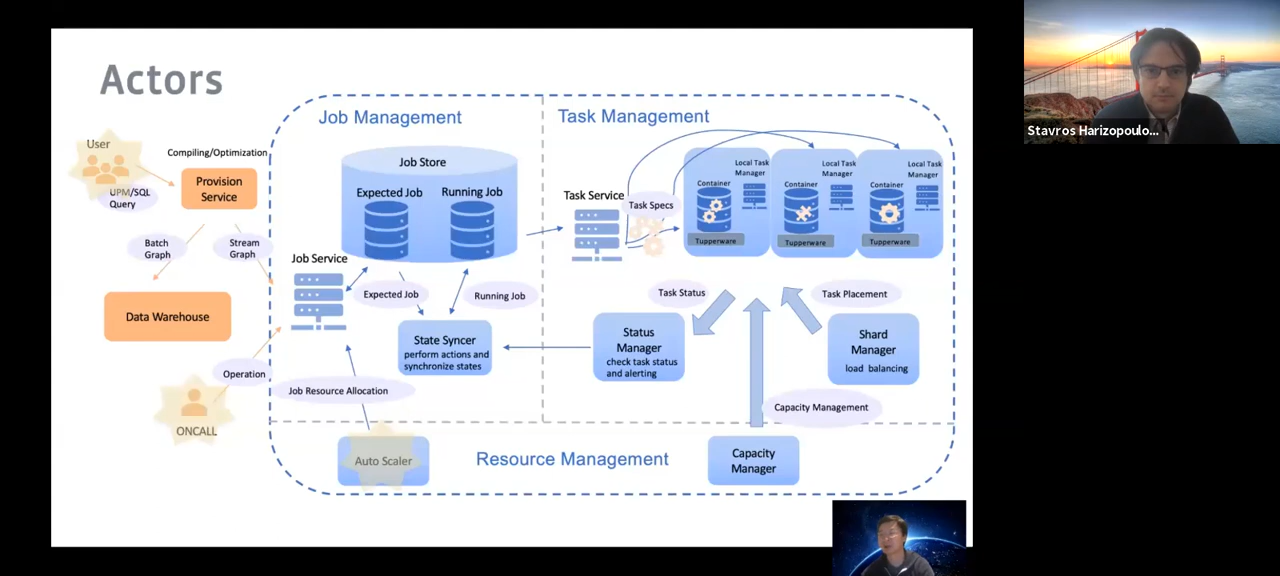 Actors
Job Management
Task Management
User
Compiling/Optimization
Provision
Service
UPM/SQL
Query
Batch
Graph
Stream
Graph
Data Warehouse
Operation
ONCALL
Job Store
Expected Job
Running Job
Job Service
Expected Job
Running Job
State Syncer
perform actions and
synchronize states
Job Resource Allocation
Task Service
Task Specs
Container
Local Task
Manager
Tupperware
Container
Local Task
Manager
Tupperware
Container
Local Task
Manager
Tupperware
Task Status
Task Placement
Status
Manager
check task status
and alerting
Shard
Manager
load balancing
Capacity Management
Auto Scaler
Resource Management
Capacity
Manager
Stavros Harizopoulo...